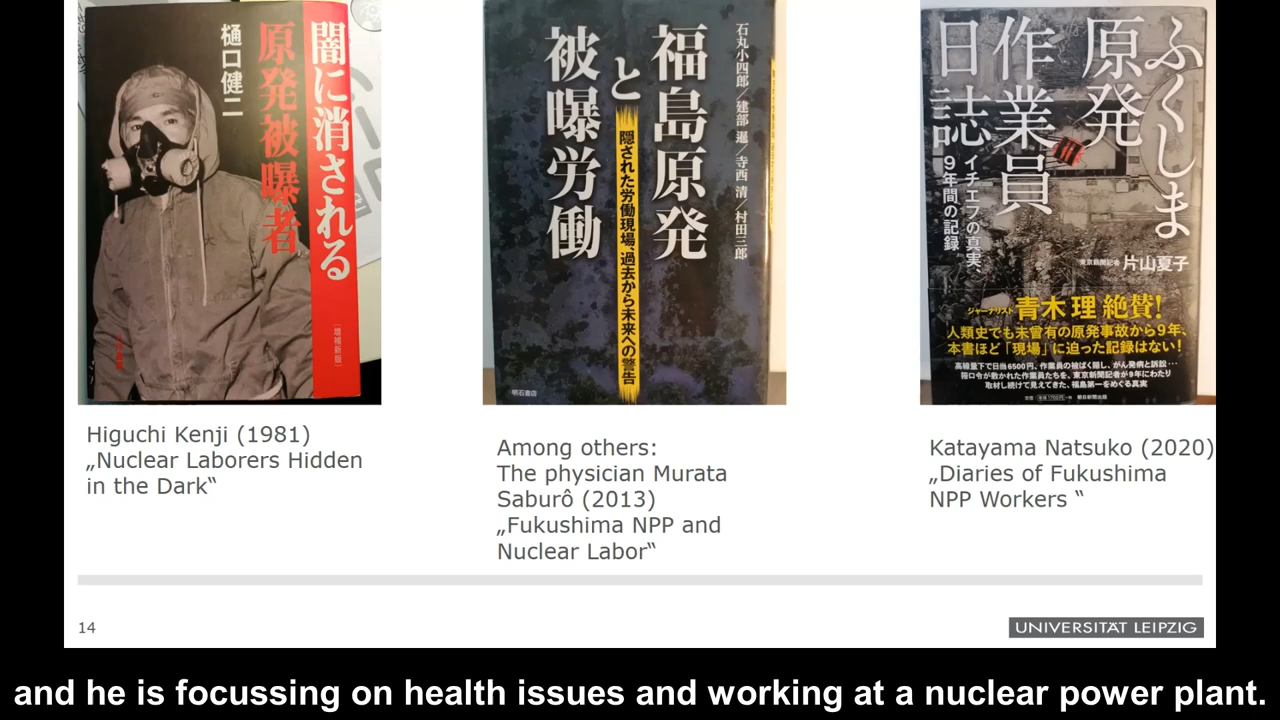 闇に消される
原発被曝者
樋口健二
[増補新版]
福島原発
と
被曝労働
隠された労働現場、過去から未来への警告
石丸小四郎／建部 暹／寺西 清／村田三郎
明石書店
ふくしま
原発
作業員
日誌
イチエフの真実、
9年間の記録
東京新聞記者 片山夏子
ジャーナリスト 青木 理 絶賛!
人類史でも未曾有の原発事故から9年、
本書ほど「現場」に迫った記録はない!
高線量下で日当6500円、作業員の被ばく隠し、がん発病と訴訟…
箝口令が敷かれた作業員たちを、東京新聞記者が9年にわたり
取材し続けて見えてきた、福島第一をめぐる真実
朝日新聞出版
Higuchi Kenji (1981)
„Nuclear Laborers Hidden
in the Dark“
Among others:
The physician Murata
Saburô (2013)
„Fukushima NPP and
Nuclear Labor“
Katayama Natsuko (2020)
„Diaries of Fukushima
NPP Workers “
14
UNIVERSITÄT LEIPZIG
and he is focussing on health issues and working at a nuclear power plant.